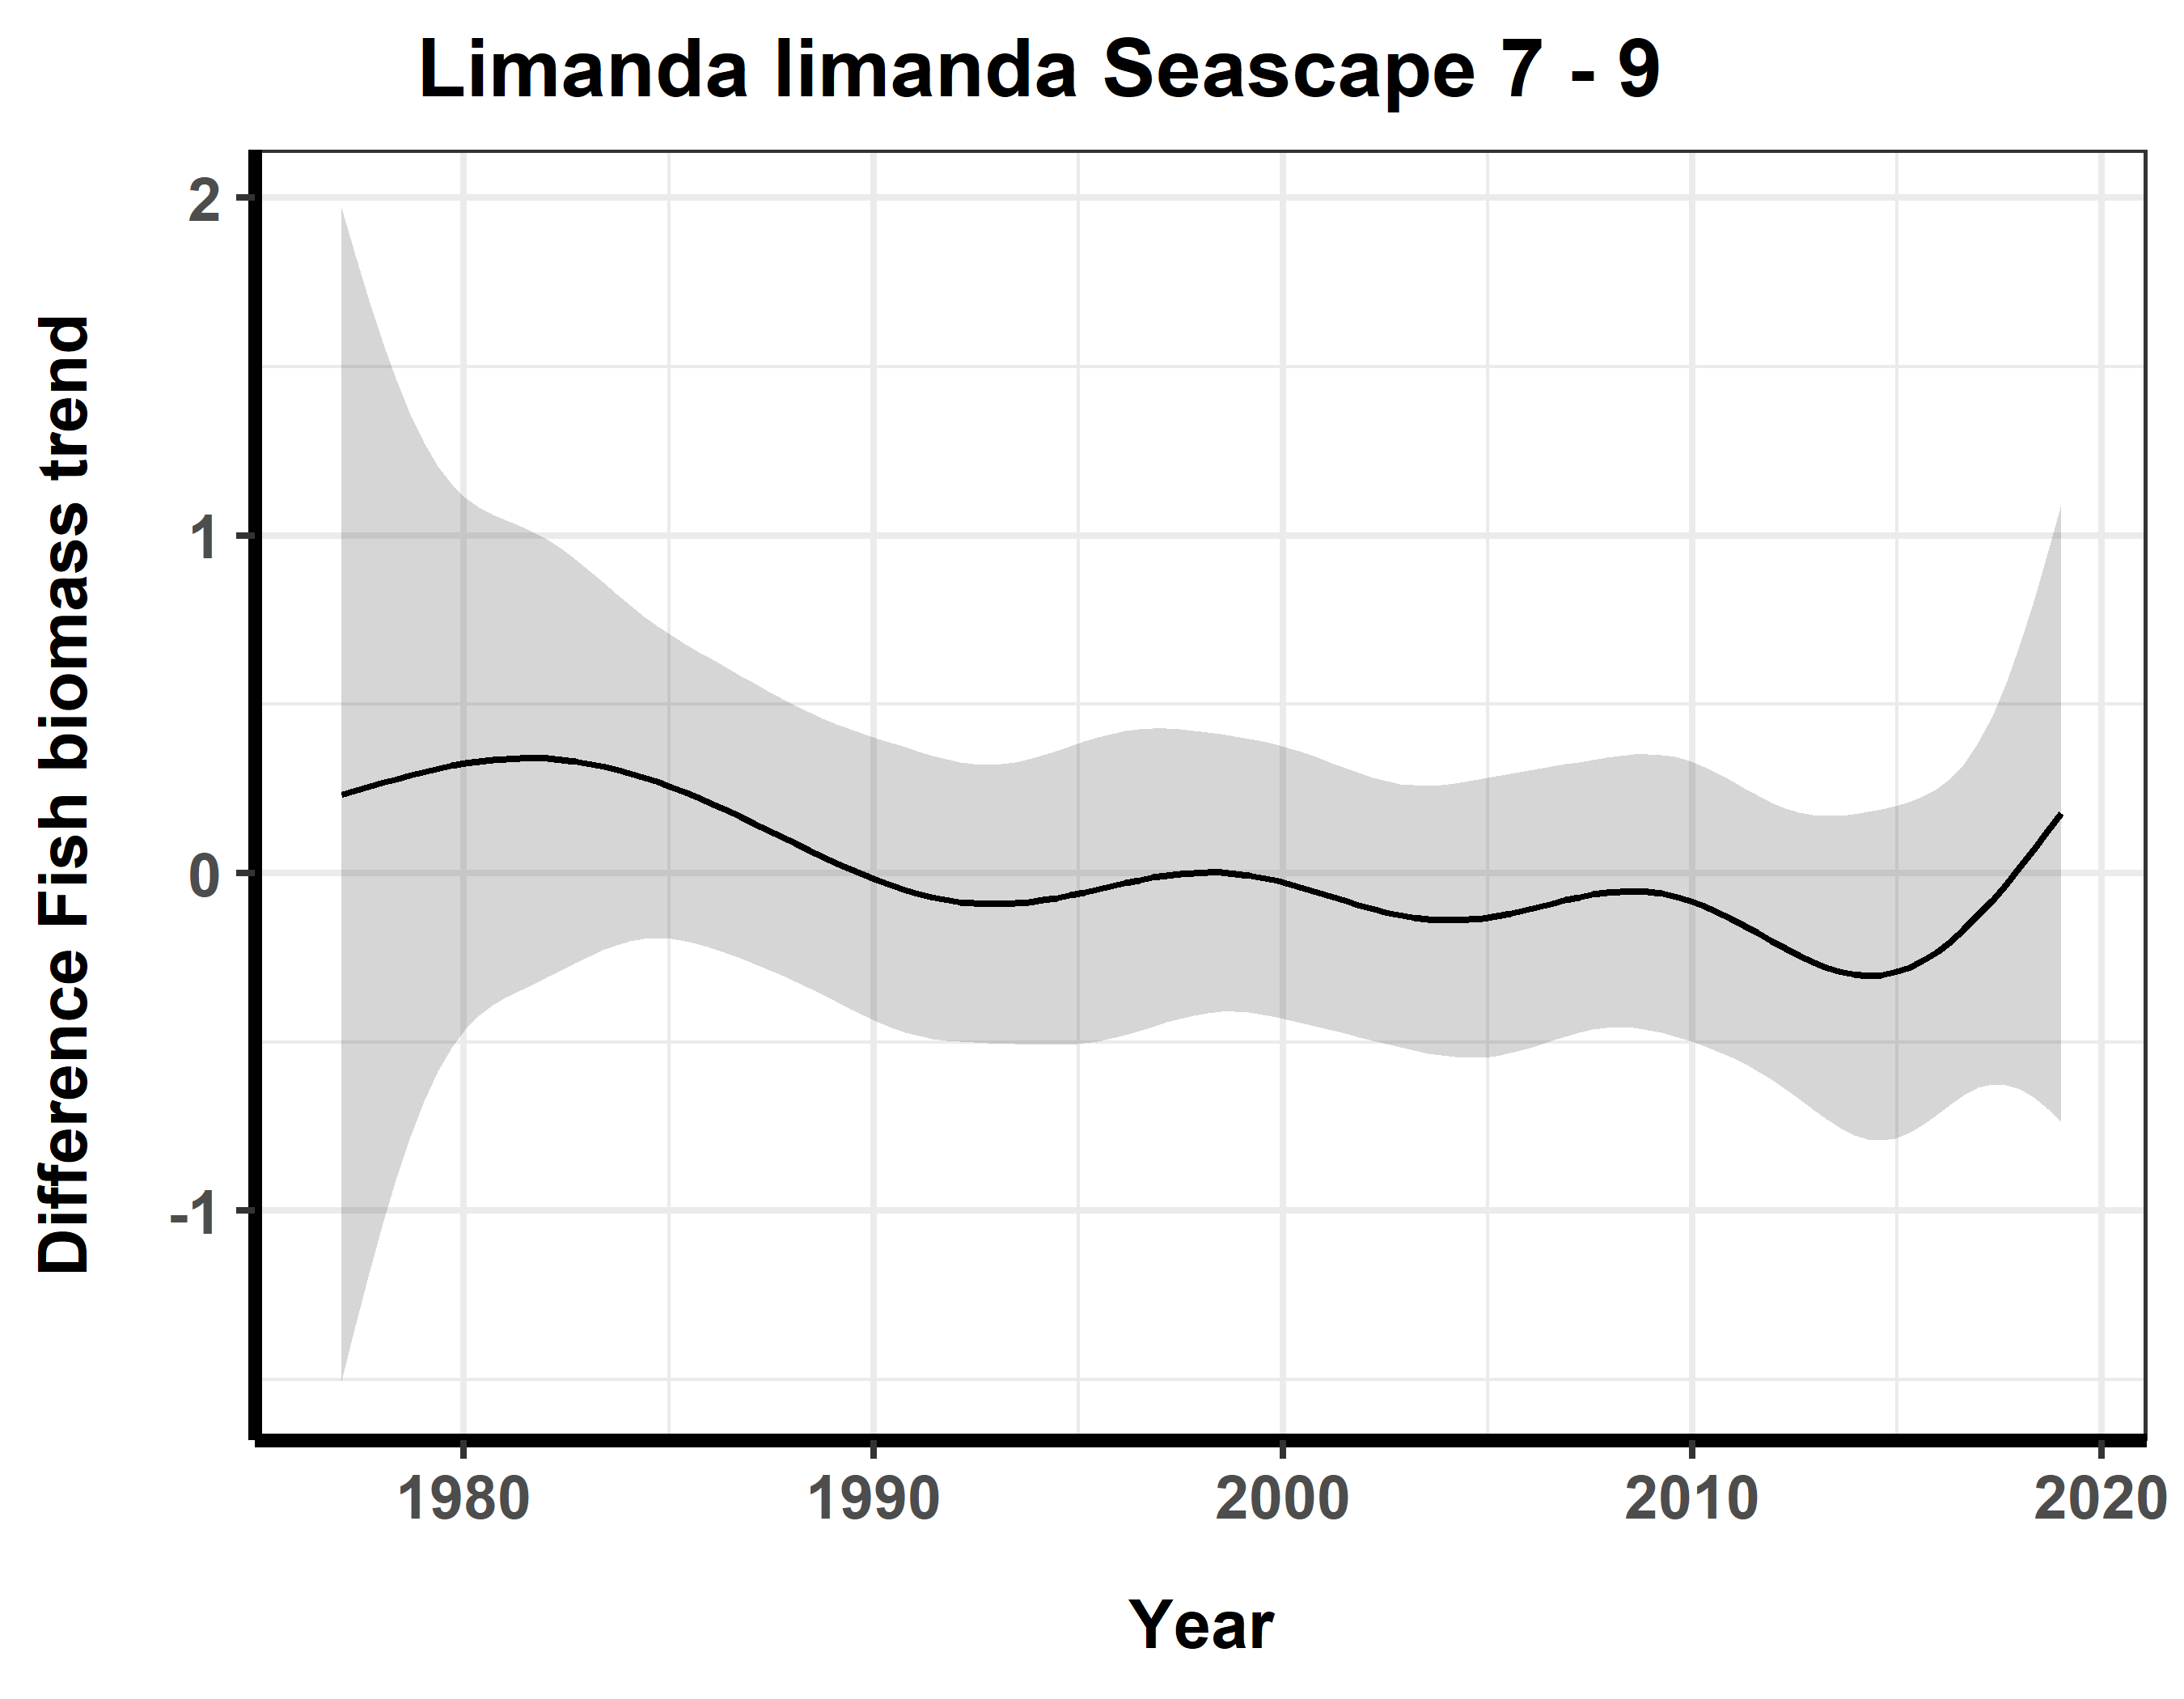 Limanda limanda Seascape 7 - 9
Difference Fish biomass trend
2
1
0
-1
1980 1990 2000 2010 2020
Year